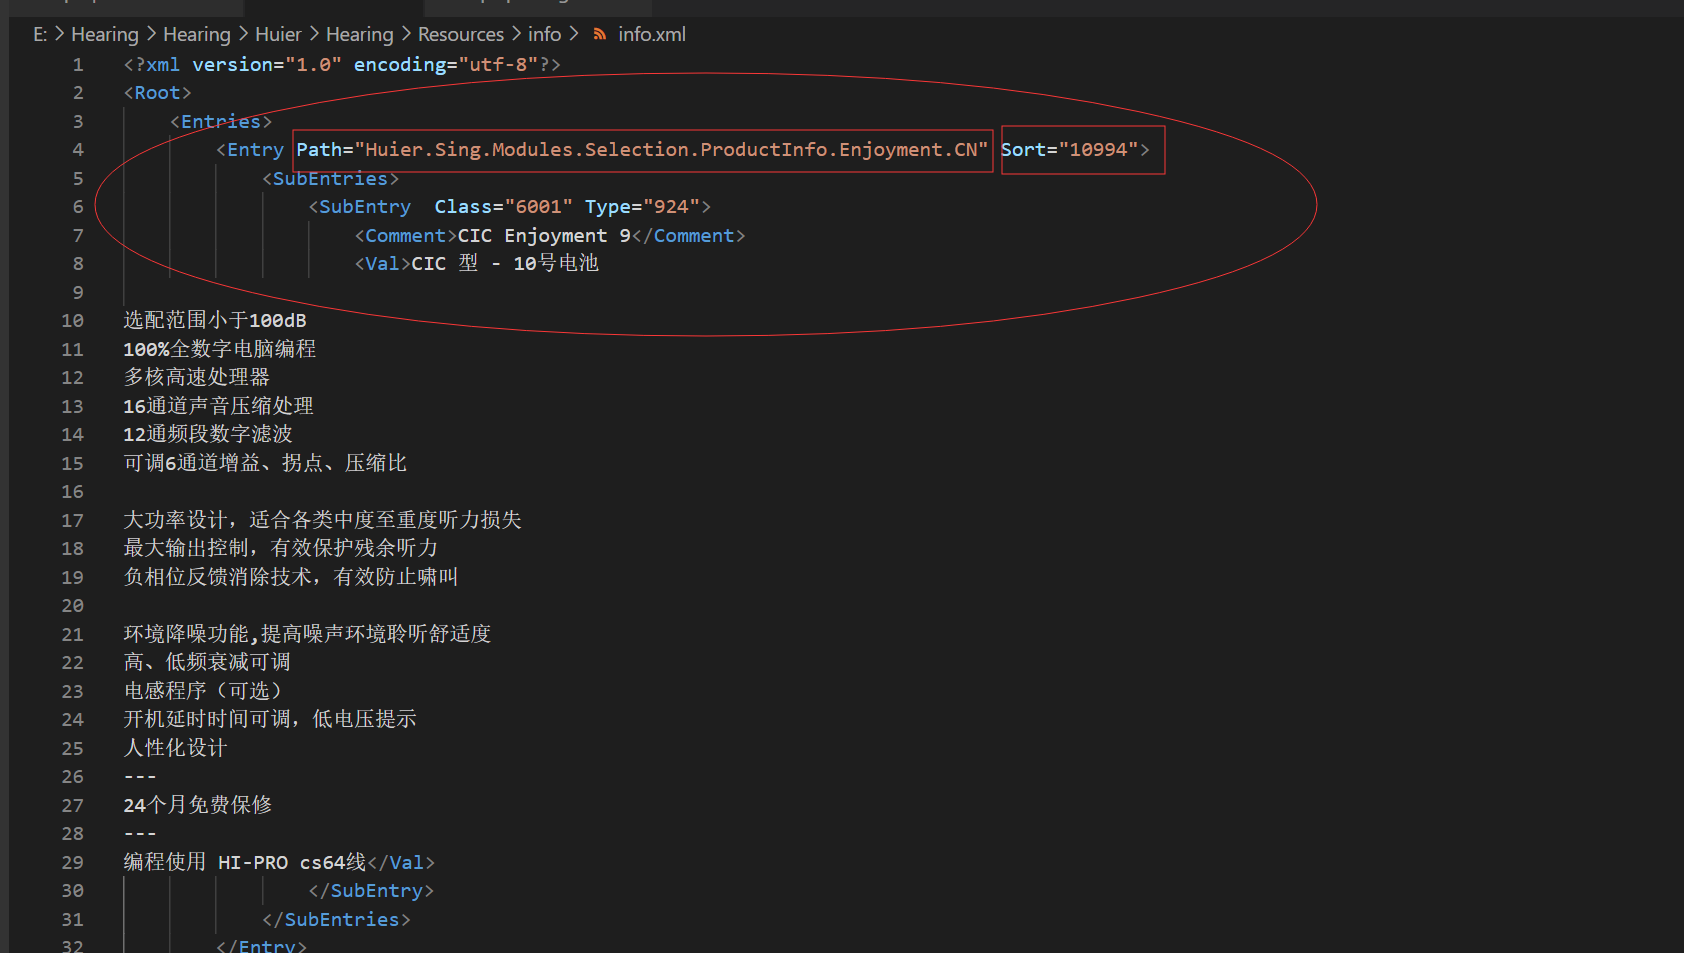 E: > Hearing > Hearing > Huier > Hearing > Resources > info > info.xml
1 <?xml version="1.0" encoding="utf-8"?>
2 <Root>
3 <Entries>
4 <Entry Path="Huier.Sing.Modules.Selection.ProductInfo.Enjoyment.CN" Sort="10994">
5 <SubEntries>
6 <SubEntry  Class="6001" Type="924">
7 <Comment>CIC Enjoyment 9</Comment>
8 <Val>CIC 型 - 10号电池
9
10 选配范围小于100dB
11 100%全数字电脑编程
12 多核高速处理器
13 16通道声音压缩处理
14 12通频段数字滤波
15 可调6通道增益、拐点、压缩比
16
17 大功率设计，适合各类中度至重度听力损失
18 最大输出控制，有效保护残余听力
19 负相位反馈消除技术，有效防止啸叫
20
21 环境降噪功能,提高噪声环境聆听舒适度
22 高、低频衰减可调
23 电感程序（可选）
24 开机延时时间可调，低电压提示
25 人性化设计
26 ---
27 24个月免费保修
28 ---
29 编程使用 HI-PRO cs64线</Val>
30 </SubEntry>
31 </SubEntries>
32 </Entry>